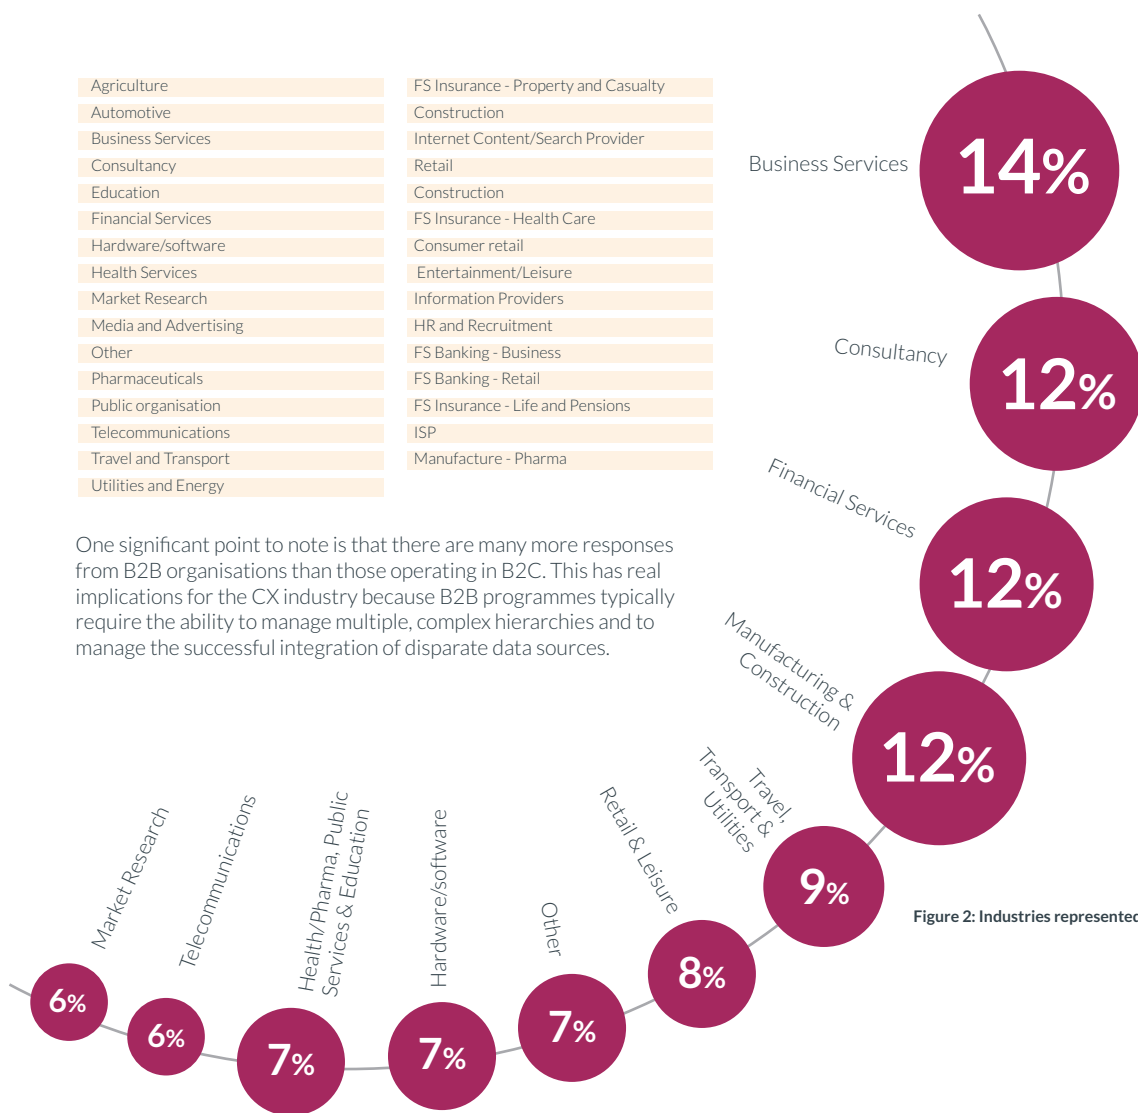 Agriculture
Automotive
Business Services
Consultancy
Education
Financial Services
Hardware/software
Health Services
Market Research
Media and Advertising
Other
Pharmaceuticals
Public organisation
Telecommunications
Travel and Transport
Utilities and Energy
FS Insurance - Property and Casualty
Construction
Internet Content/Search Provider
Retail
Construction
FS Insurance - Health Care
Consumer retail
Entertainment/Leisure
Information Providers
HR and Recruitment
FS Banking - Business
FS Banking - Retail
FS Insurance - Life and Pensions
ISP
Manufacture - Pharma
One significant point to note is that there are many more responses
from B2B organisations than those operating in B2C. This has real
implications for the CX industry because B2B programmes typically
require the ability to manage multiple, complex hierarchies and to
manage the successful integration of disparate data sources.
Business Services
14%
Consultancy
12%
Financial Services
12%
Manufacturing &
Construction
12%
Travel,
Transport &
Utilities
9%
Retail & Leisure
8%
Other
7%
Hardware/software
7%
Health/Pharma, Public
Services & Education
7%
Telecommunications
6%
Market Research
6%
Figure 2: Industries represented